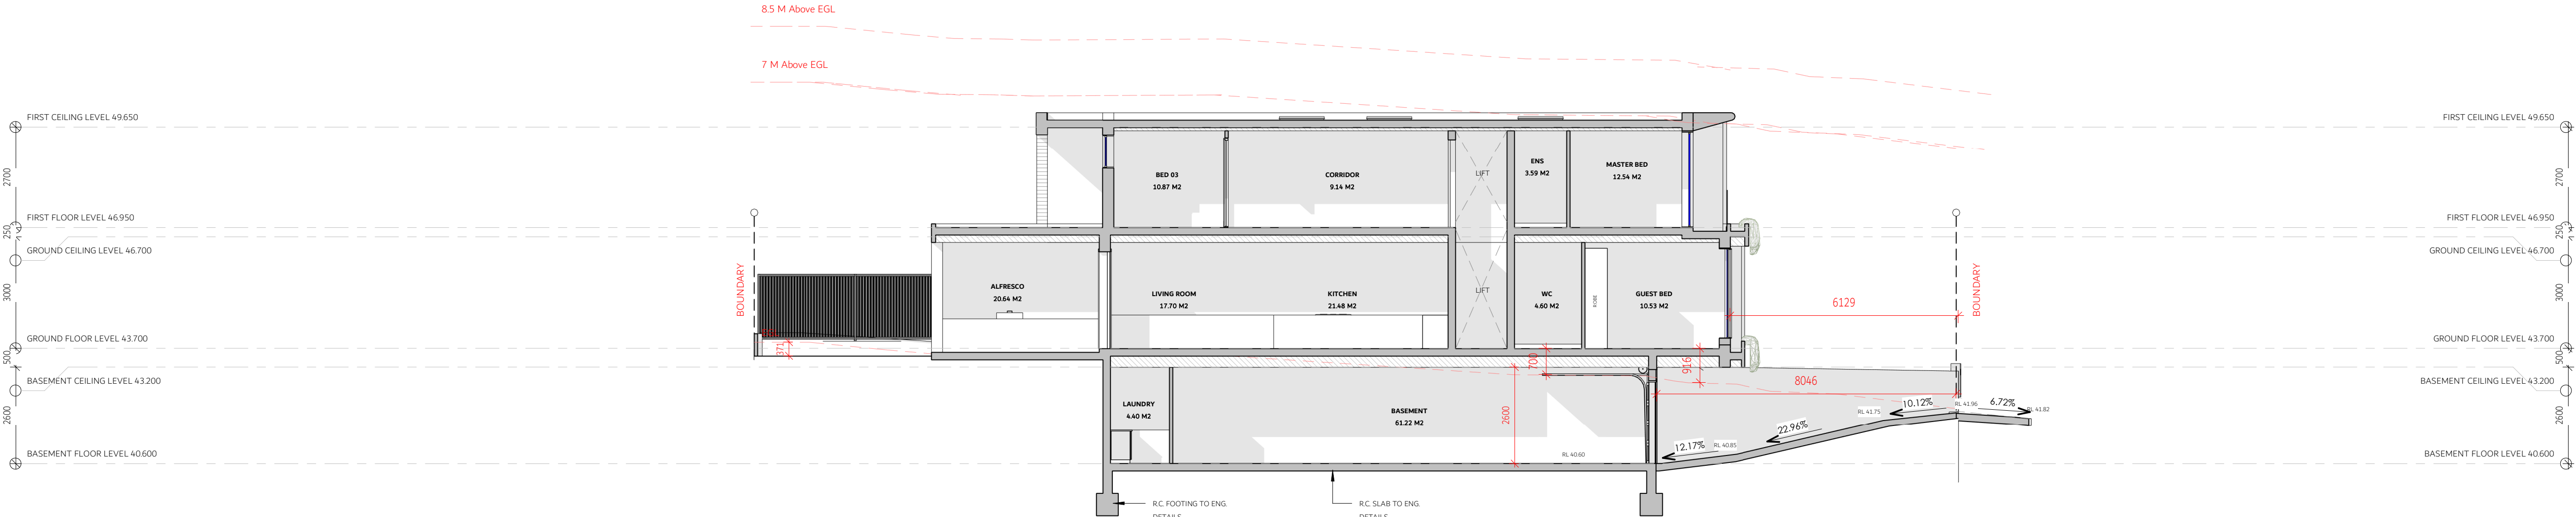 8.5 M Above EGL
7 M Above EGL
FIRST CEILING LEVEL 49.650
FIRST CEILING LEVEL 49.650
2700
2700
BED 03
10.87 M2
CORRIDOR
9.14 M2
LIFT
ENS
3.59 M2
MASTER BED
12.54 M2
FIRST FLOOR LEVEL 46.950
FIRST FLOOR LEVEL 46.950
250
250
GROUND CEILING LEVEL 46.700
GROUND CEILING LEVEL 46.700
3000
3000
BOUNDARY
BOUNDARY
ALFRESCO
20.64 M2
LIVING ROOM
17.70 M2
KITCHEN
21.48 M2
LIFT
WC
4.60 M2
ROBE
GUEST BED
10.53 M2
6129
GROUND FLOOR LEVEL 43.700
GROUND FLOOR LEVEL 43.700
371
500
500
700
916
BASEMENT CEILING LEVEL 43.200
BASEMENT CEILING LEVEL 43.200
8046
2600
2600
LAUNDRY
4.40 M2
BASEMENT
61.22 M2
2600
RL 40.60
12.17%
RL 40.85
22.96%
RL 41.75
10.12%
RL 41.96
6.72%
RL 41.82
BASEMENT FLOOR LEVEL 40.600
BASEMENT FLOOR LEVEL 40.600
R.C. FOOTING TO ENG.
DETAILS
R.C. SLAB TO ENG.
DETAILS